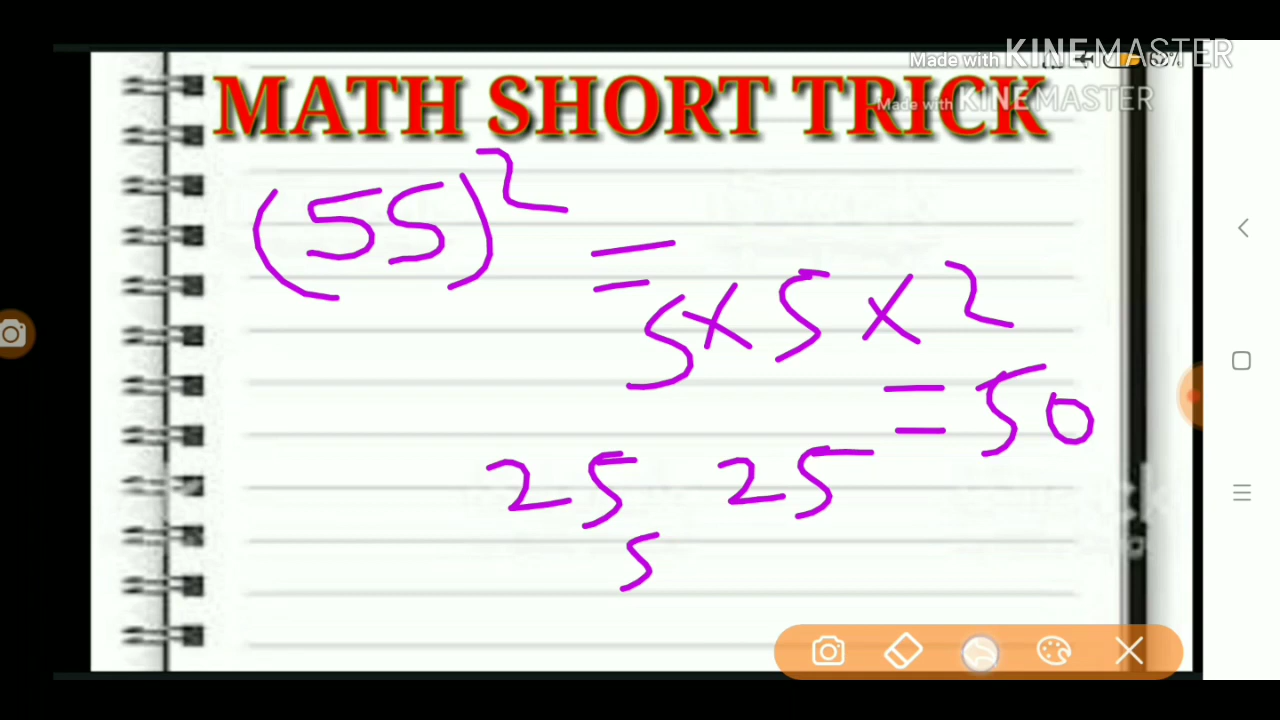 Made with KINEMASTER
Made with KINEMASTER
MATH SHORT TRICK
(55)²
=
5×5×2
= 50
25 25
5